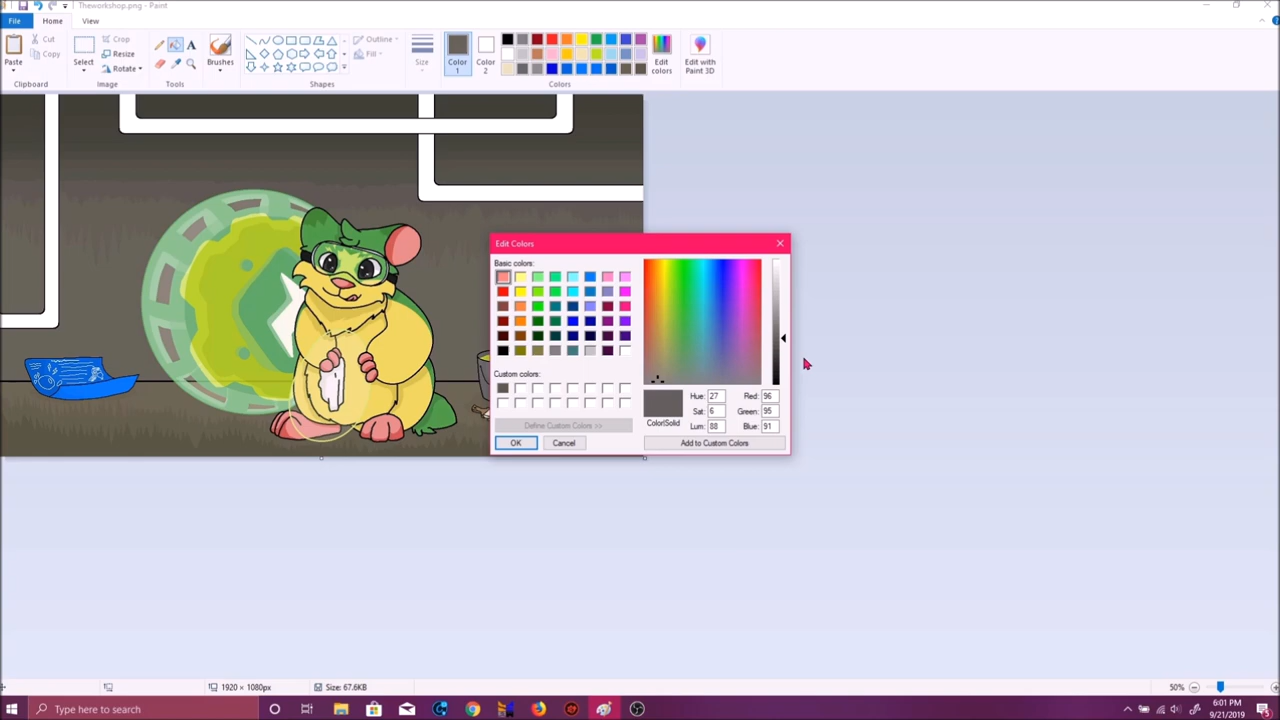 Theworkshop.png - Paint
File Home View
Cut
Copy
Paste
Clipboard
Select
Crop
Resize
Rotate
Image
A
Tools
Brushes
Outline
Fill
Shapes
Size
Color 1
Color 2
Edit colors
Colors
Edit with Paint 3D
Edit Colors
Basic colors:
Custom colors:
Define Custom Colors >>
OK Cancel
Hue: 27 Red: 96
Sat: 6 Green: 95
Lum: 88 Blue: 91
Color|Solid
Add to Custom Colors
1920 × 1080px Size: 67.6KB 50%
Type here to search
6:01 PM
9/21/2019